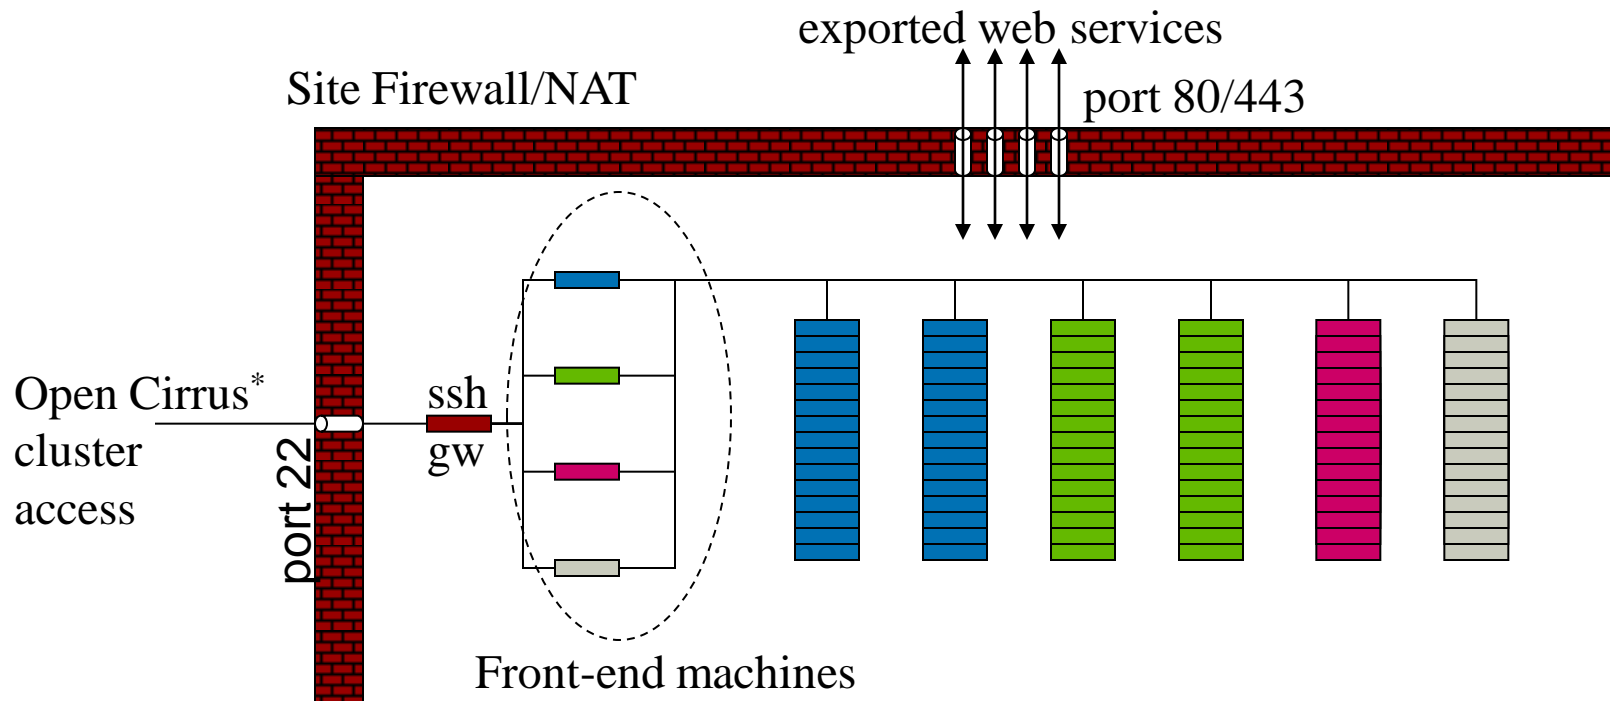 exported web services
Site Firewall/NAT
port 80/443
Open Cirrus*
cluster
access
port 22
ssh
gw
Front-end machines